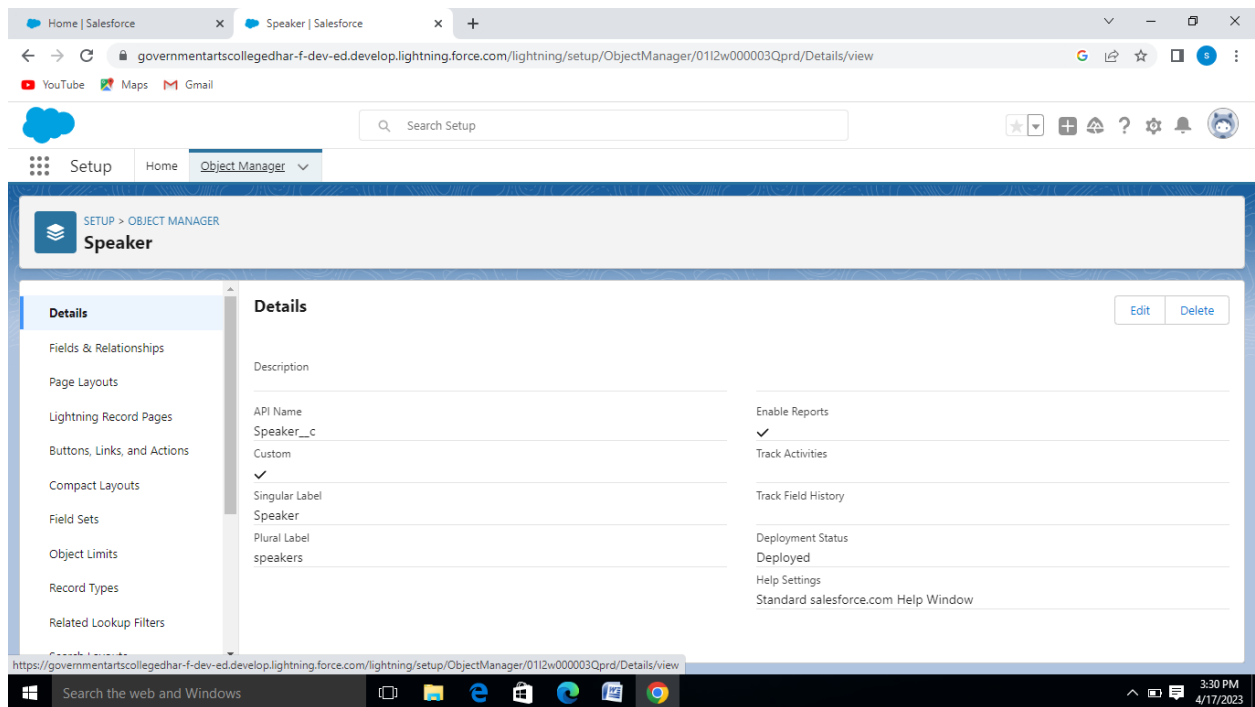 Home | Salesforce
Speaker | Salesforce
governmentartscollegedhar-f-dev-ed.develop.lightning.force.com/lightning/setup/ObjectManager/01I2w000003Qprd/Details/view
G
s
YouTube
Maps
Gmail
Search Setup
Setup
Home
Object Manager
SETUP > OBJECT MANAGER
Speaker
Details
Fields & Relationships
Page Layouts
Lightning Record Pages
Buttons, Links, and Actions
Compact Layouts
Field Sets
Object Limits
Record Types
Related Lookup Filters
Search Layouts
Details
Edit
Delete
Description
API Name
Speaker__c
Custom
Singular Label
Speaker
Plural Label
speakers
Enable Reports
Track Activities
Track Field History
Deployment Status
Deployed
Help Settings
Standard salesforce.com Help Window
https://governmentartscollegedhar-f-dev-ed.develop.lightning.force.com/lightning/setup/ObjectManager/01I2w000003Qprd/Details/view
Search the web and Windows
3:30 PM
4/17/2023